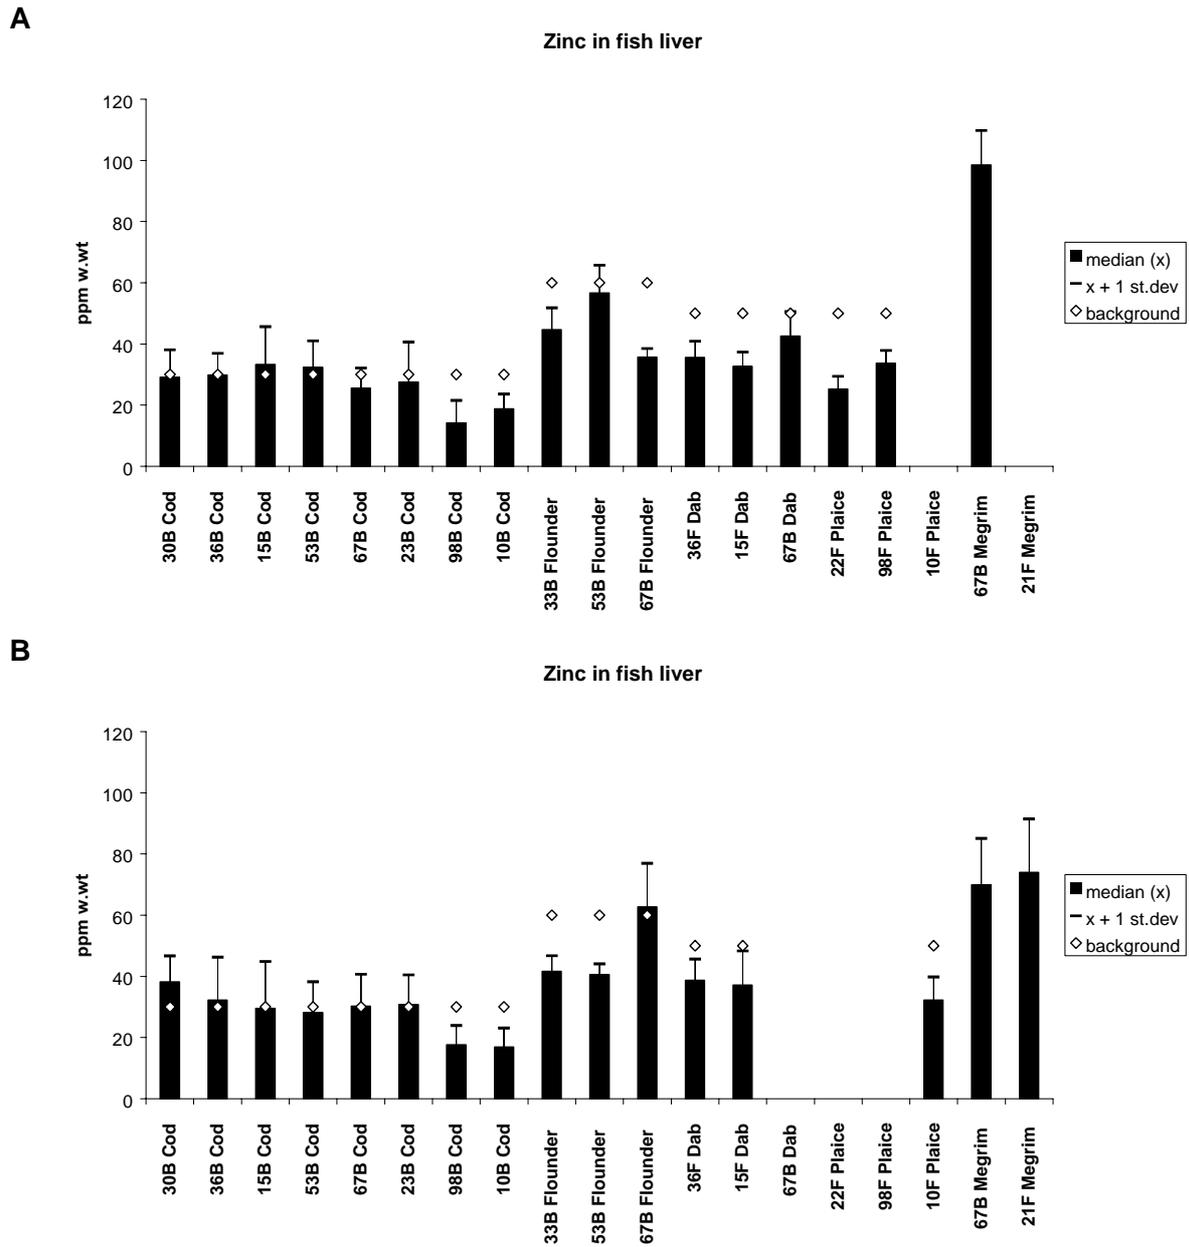 A
Zinc in fish liver
120
100
80
60
40
20
0
ppm w.wt
median (x)
x + 1 st.dev
background
30B Cod
36B Cod
15B Cod
53B Cod
67B Cod
23B Cod
98B Cod
10B Cod
33B Flounder
53B Flounder
67B Flounder
36F Dab
15F Dab
67B Dab
22F Plaice
98F Plaice
10F Plaice
67B Megrim
21F Megrim
B
Zinc in fish liver
120
100
80
60
40
20
0
ppm w.wt
median (x)
x + 1 st.dev
background
30B Cod
36B Cod
15B Cod
53B Cod
67B Cod
23B Cod
98B Cod
10B Cod
33B Flounder
53B Flounder
67B Flounder
36F Dab
15F Dab
67B Dab
22F Plaice
98F Plaice
10F Plaice
67B Megrim
21F Megrim